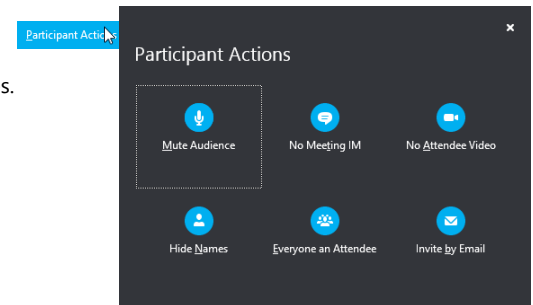 Participant Actions
s.
Participant Actions
Mute Audience
No Meeting IM
No Attendee Video
Hide Names
Everyone an Attendee
Invite by Email